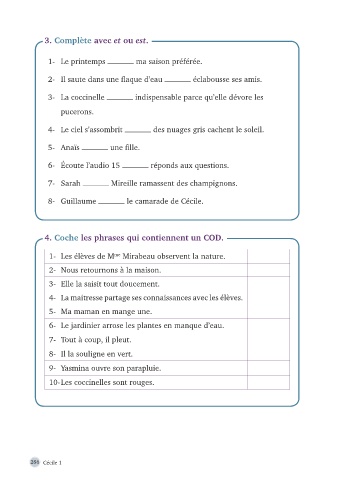 3. Complète avec et ou est.
1- Le printemps ______ ma saison préférée.
2- Il saute dans une flaque d'eau ______ éclabousse ses amis.
3- La coccinelle ______ indispensable parce qu'elle dévore les
pucerons.
4- Le ciel s'assombrit ______ des nuages gris cachent le soleil.
5- Anaïs ______ une fille.
6- Écoute l'audio 15 ______ réponds aux questions.
7- Sarah ______ Mireille ramassent des champignons.
8- Guillaume ______ le camarade de Cécile.
4. Coche les phrases qui contiennent un COD.
1- Les élèves de Mme Mirabeau observent la nature.
2- Nous retournons à la maison.
3- Elle la saisit tout doucement.
4- La maitresse partage ses connaissances avec les élèves.
5- Ma maman en mange une.
6- Le jardinier arrose les plantes en manque d'eau.
7- Tout à coup, il pleut.
8- Il la souligne en vert.
9- Yasmina ouvre son parapluie.
10-Les coccinelles sont rouges.
Cécile 1